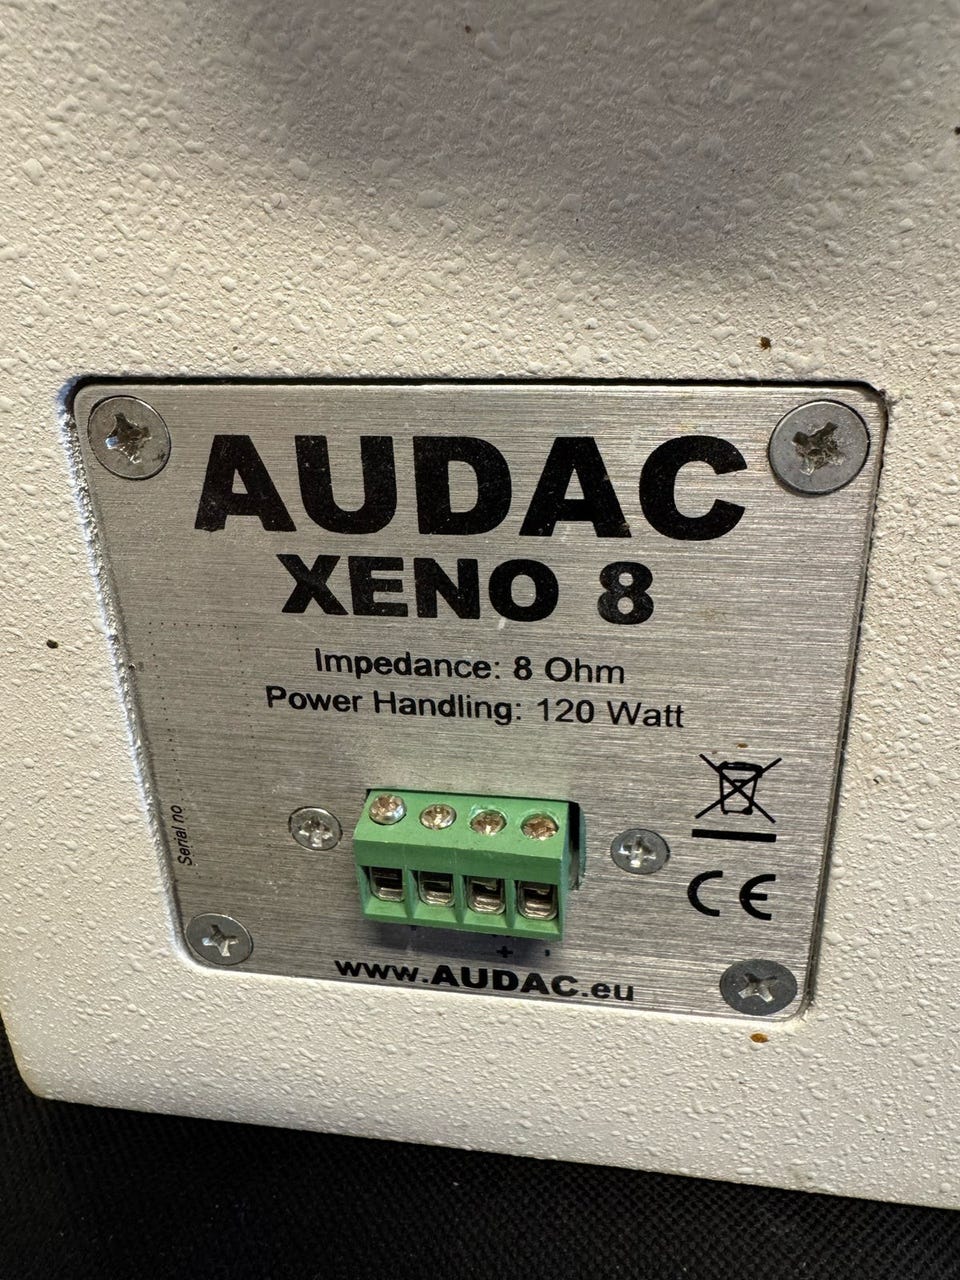 AUDAC
XENO 8
Impedance: 8 Ohm
Power Handling: 120 Watt
Serial no
CE
+ -
www.AUDAC.eu